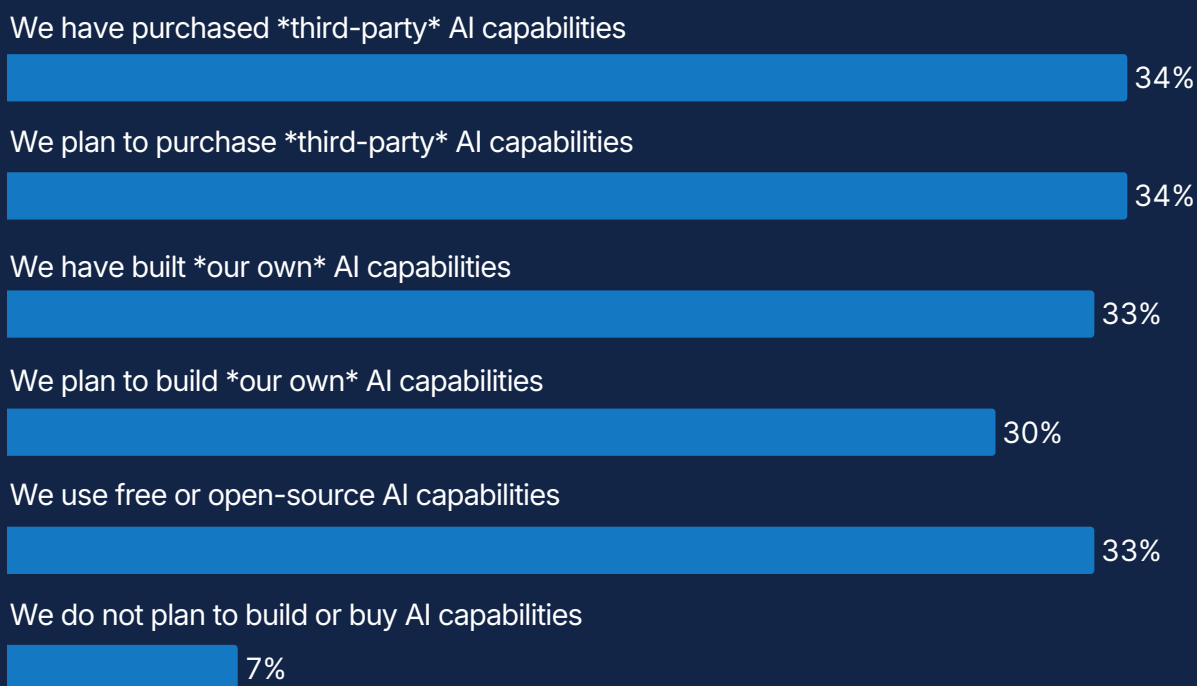 We have purchased *third-party* AI capabilities
34%
We plan to purchase *third-party* AI capabilities
34%
We have built *our own* AI capabilities
33%
We plan to build *our own* AI capabilities
30%
We use free or open-source AI capabilities
33%
We do not plan to build or buy AI capabilities
7%